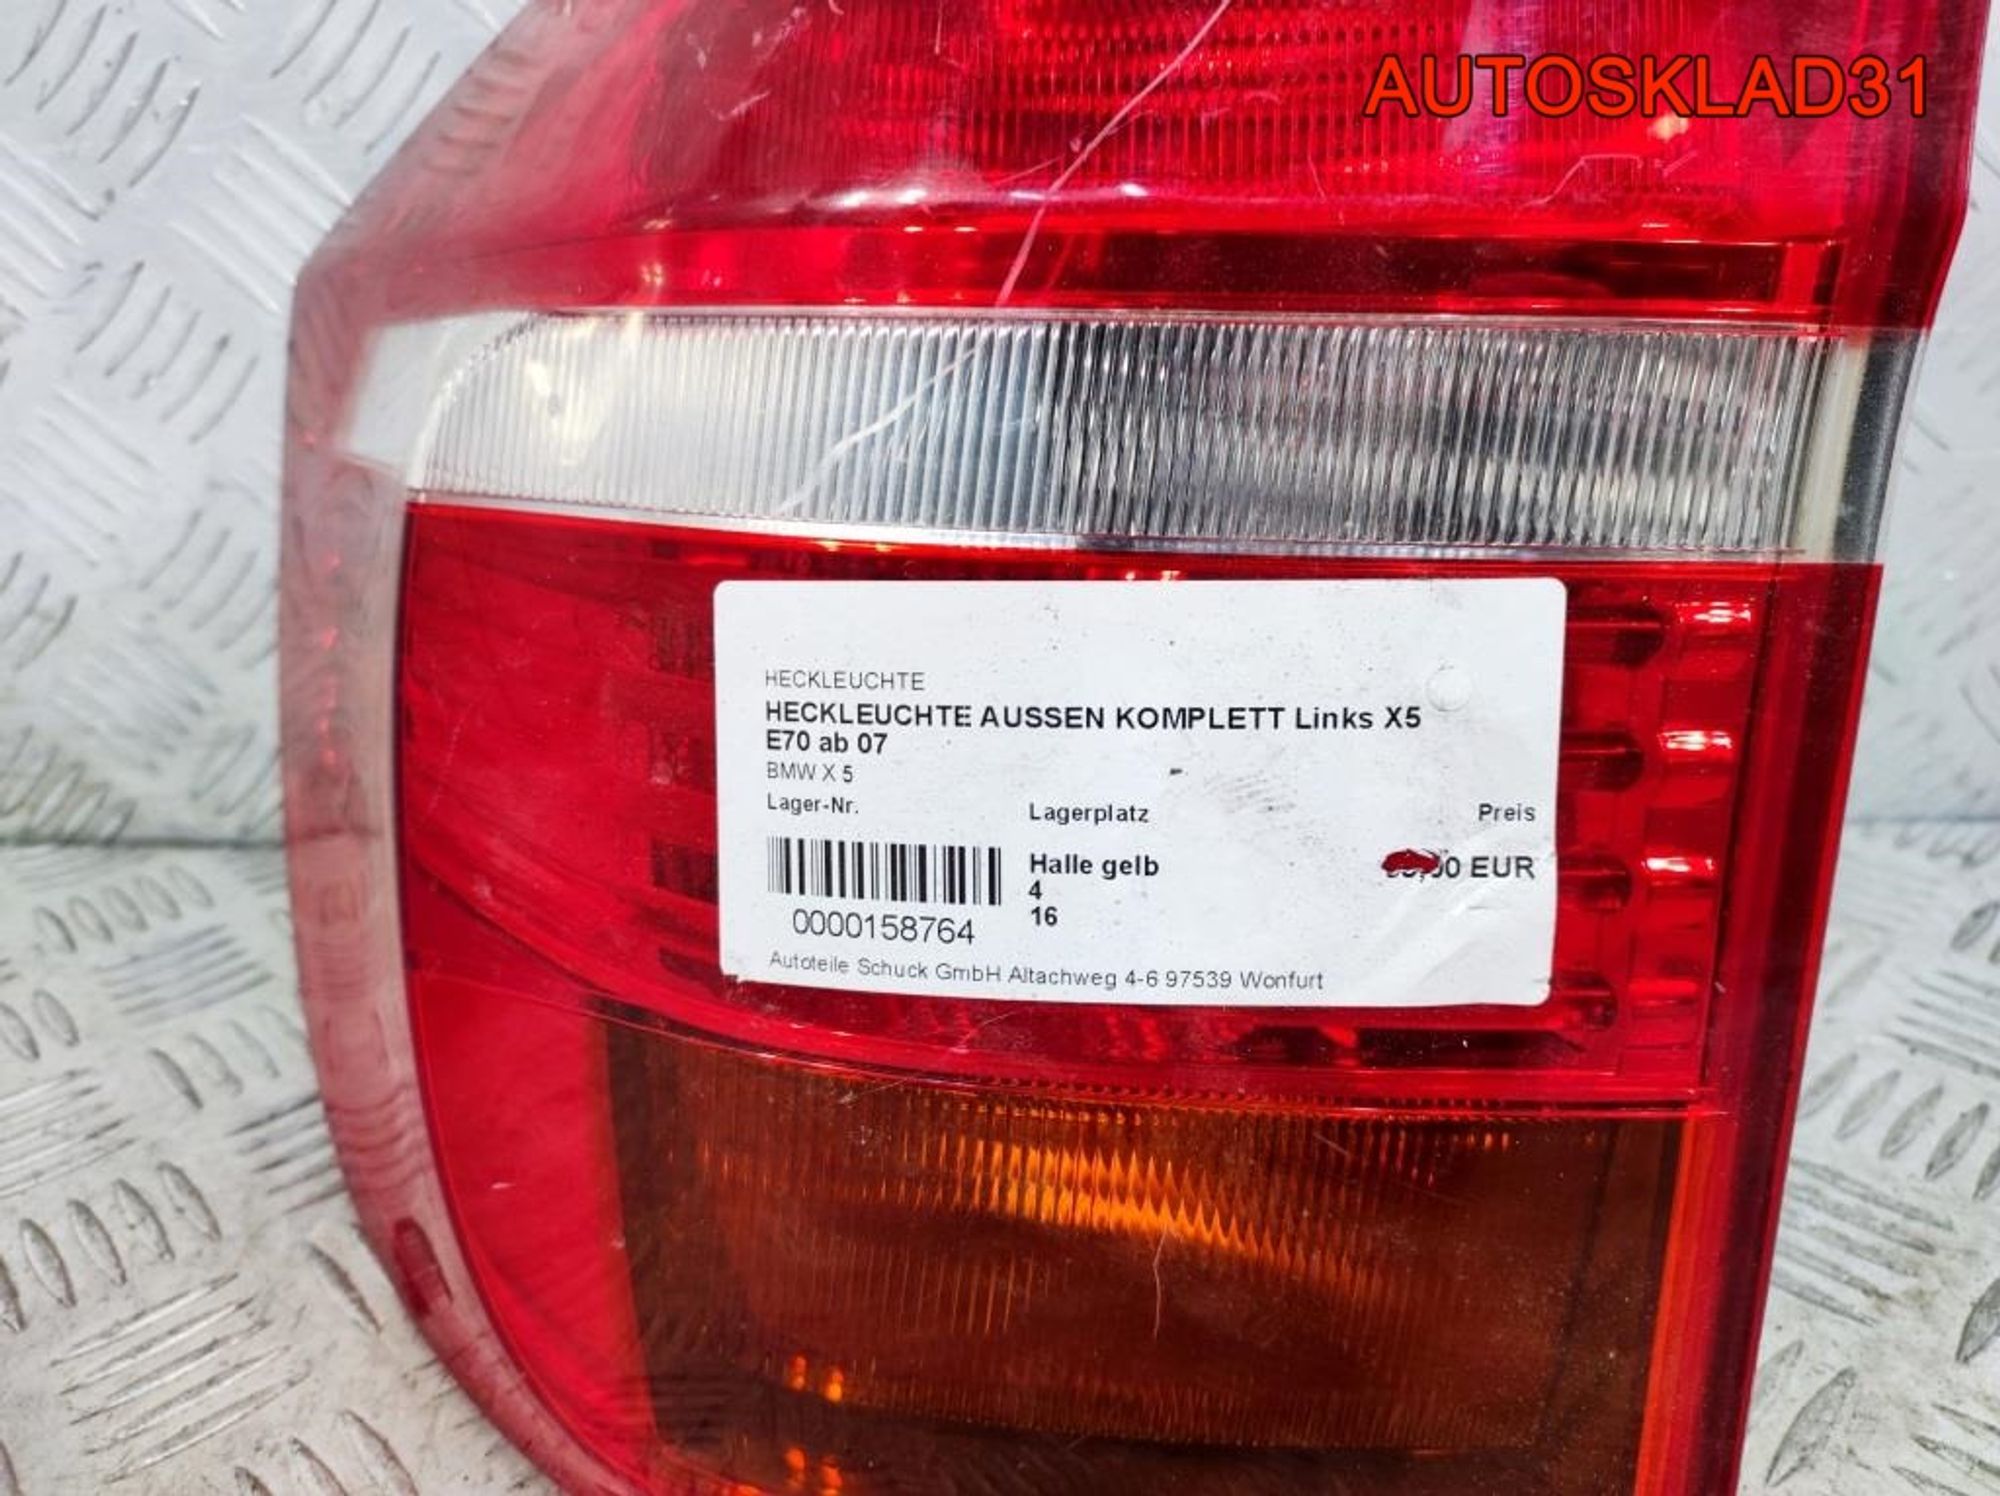 AUTOSKLAD31
HECKLEUCHTE
HECKLEUCHTE AUSSEN KOMPLETT Links X5
E70 ab 07
BMW X 5
Lager-Nr. Lagerplatz Preis
Halle gelb EUR
4
16
0000158764
Autoteile Schuck GmbH Altachweg 4-6 97539 Wonfurt